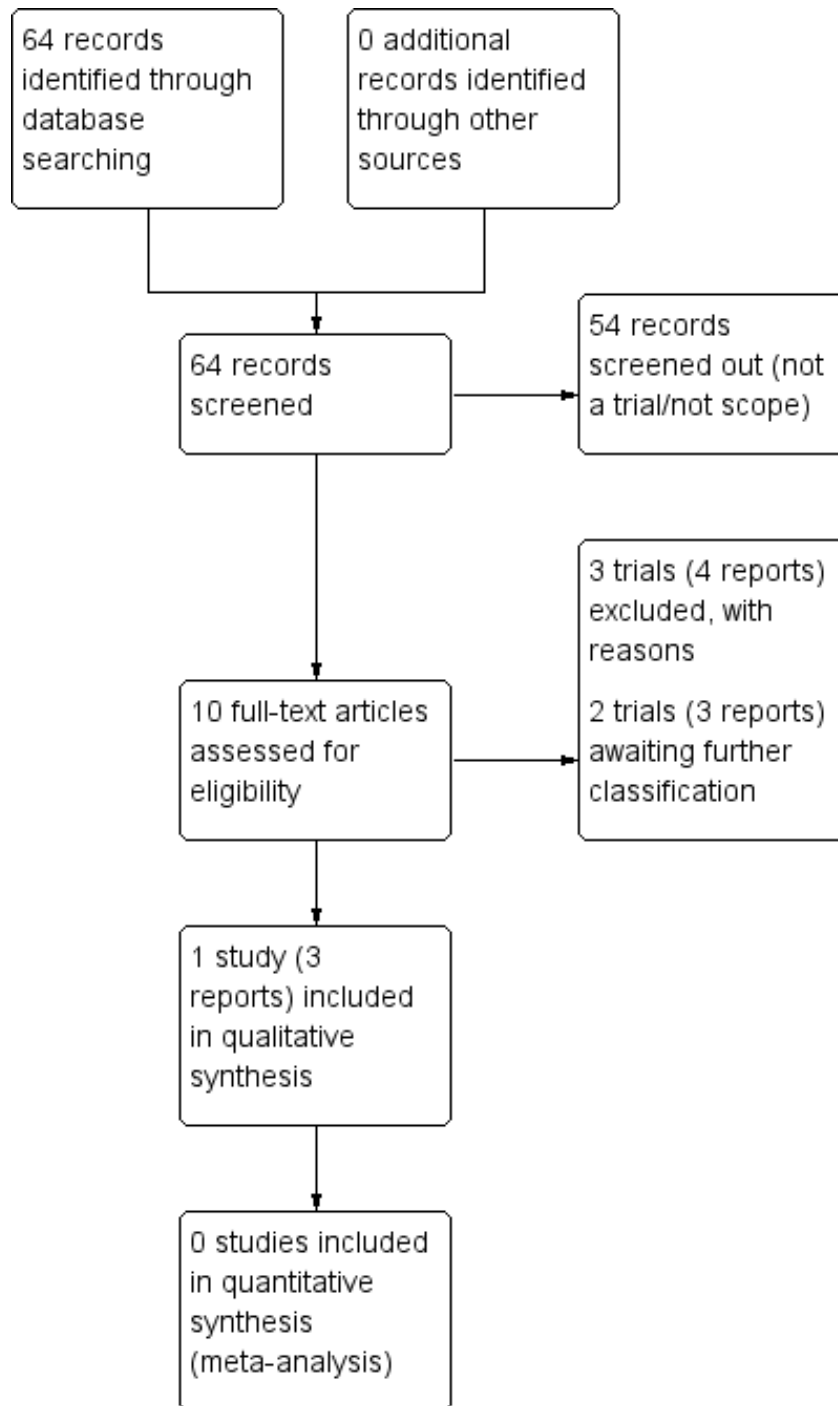 64 records
identified through
database
searching
0 additional
records identified
through other
sources
64 records
screened
54 records
screened out (not
a trial/not scope)
10 full-text articles
assessed for
eligibility
3 trials (4 reports)
excluded, with
reasons
2 trials (3 reports)
awaiting further
classification
1 study (3
reports) included
in qualitative
synthesis
0 studies included
in quantitative
synthesis
(meta-analysis)